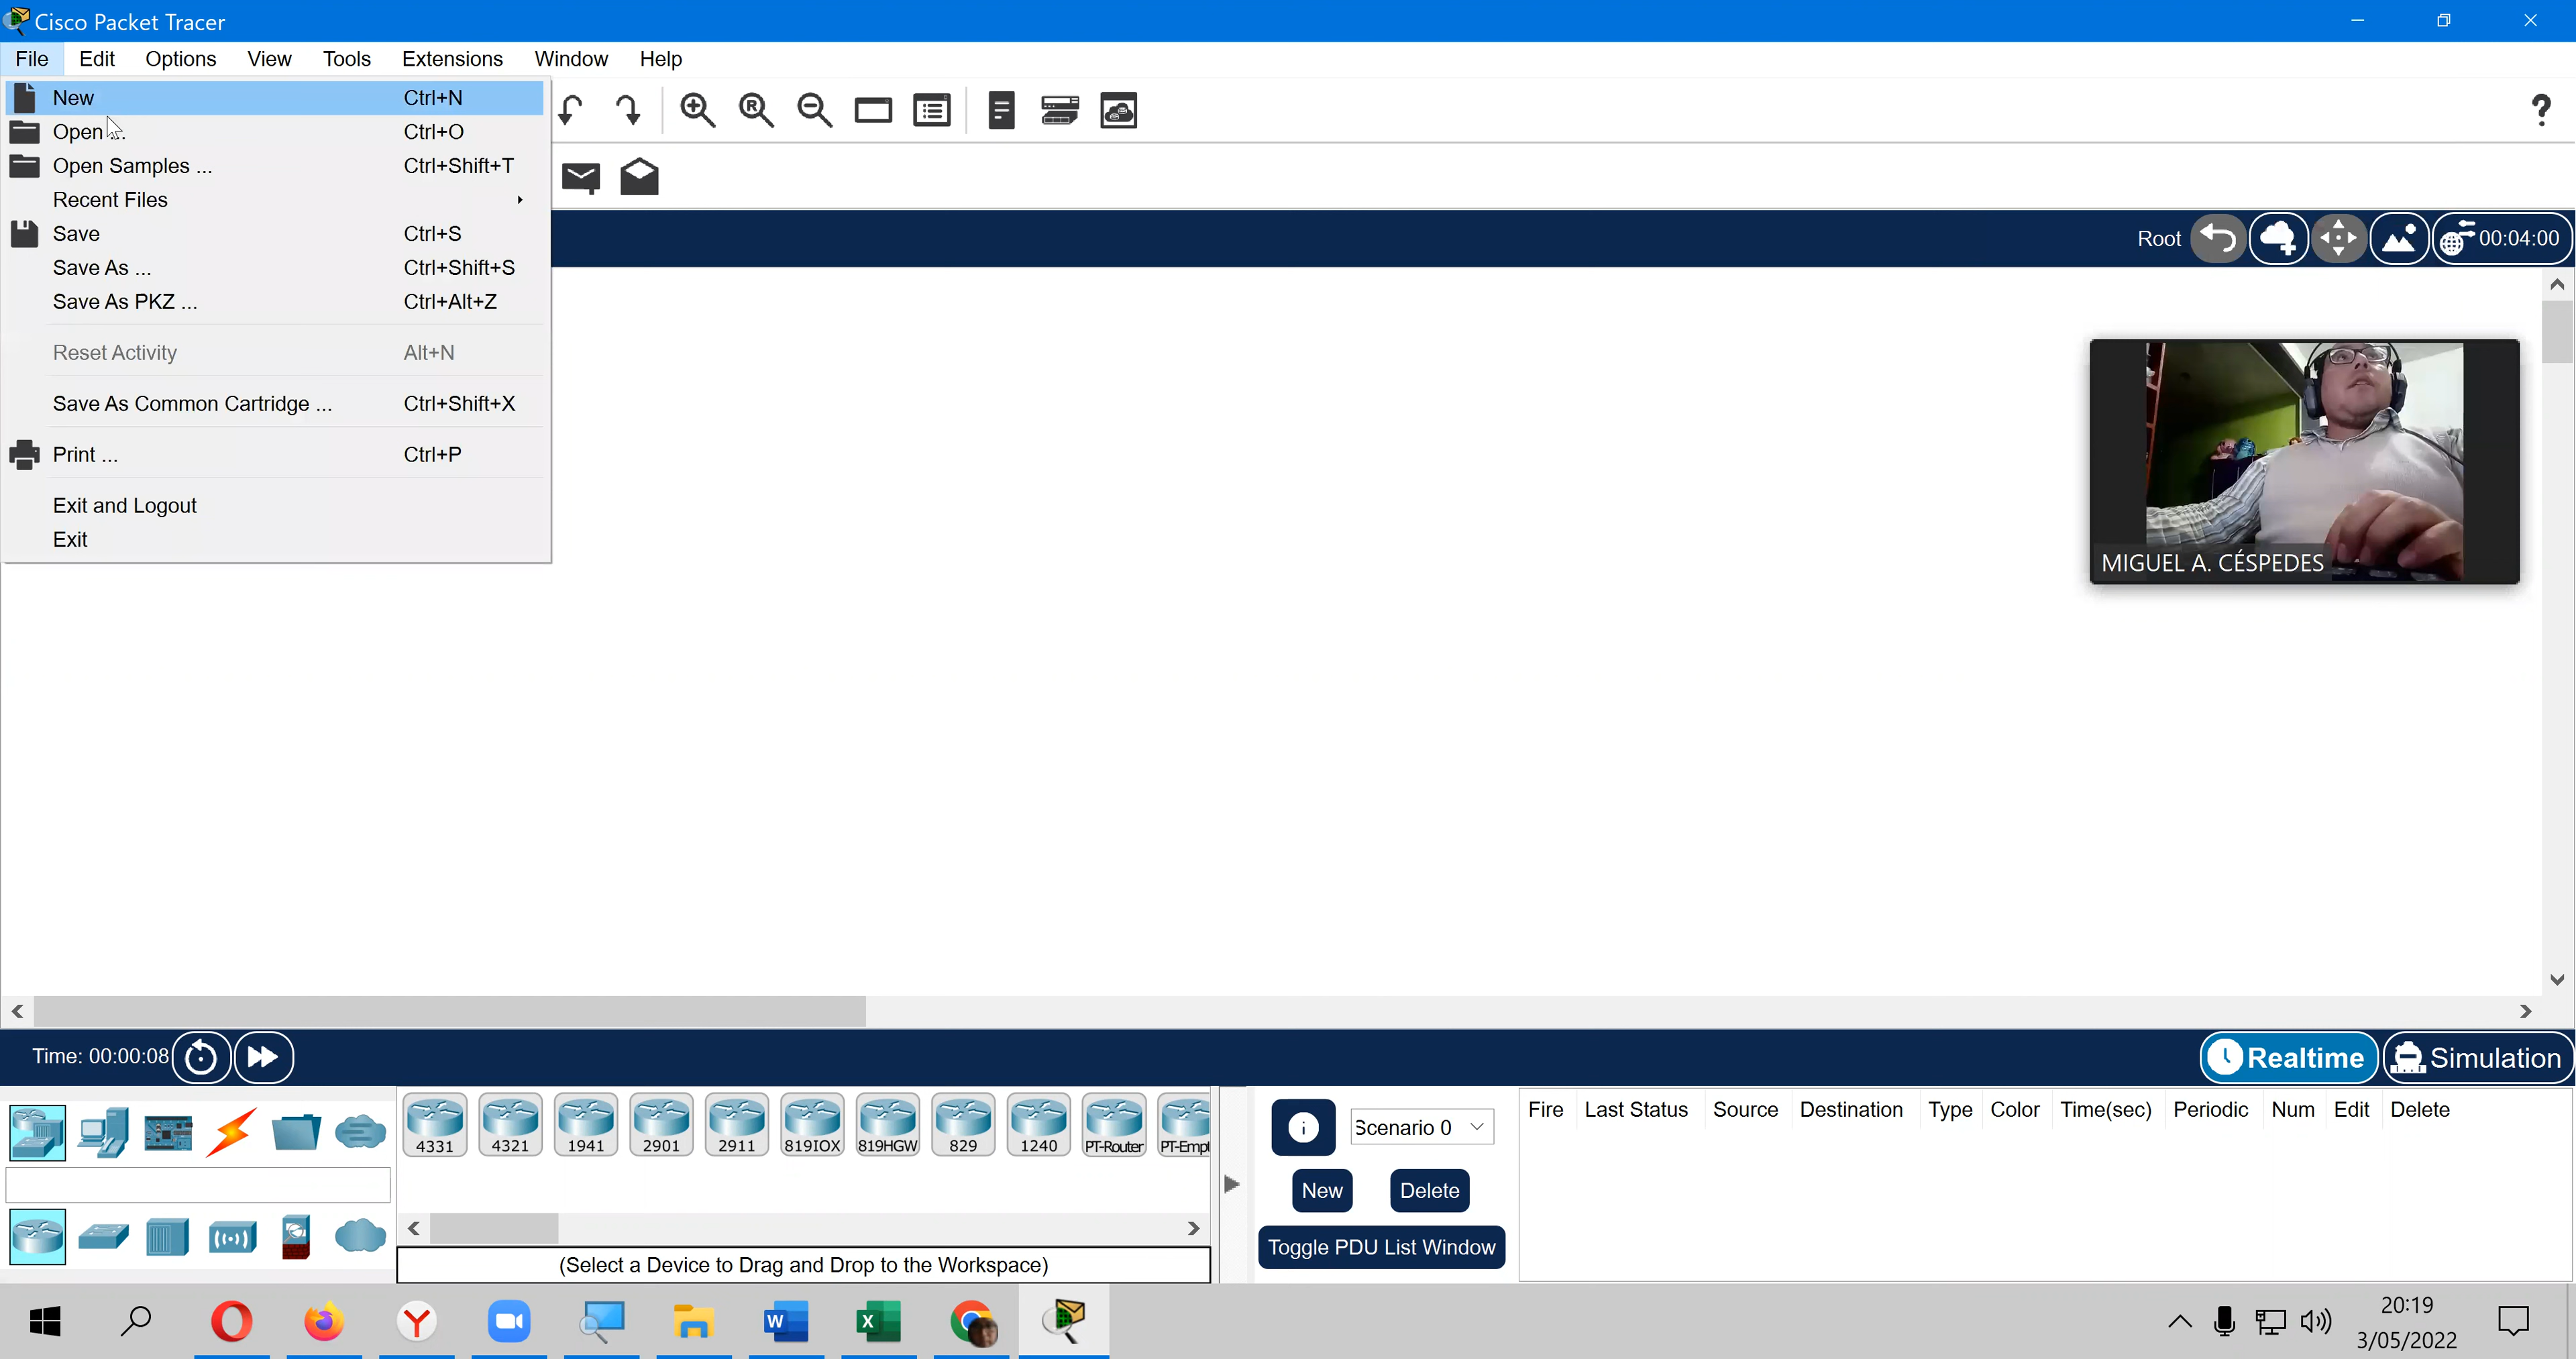 Cisco Packet Tracer
File Edit Options View Tools Extensions Window Help
New Ctrl+N
Open ... Ctrl+O
Open Samples ... Ctrl+Shift+T
Recent Files
Save Ctrl+S
Save As ... Ctrl+Shift+S
Save As PKZ ... Ctrl+Alt+Z
Reset Activity Alt+N
Save As Common Cartridge ... Ctrl+Shift+X
Print ... Ctrl+P
Exit and Logout
Exit
Root 00:04:00
MIGUEL A. CÉSPEDES
Time: 00:00:08
Realtime Simulation
4331 4321 1941 2901 2911 819IOX 819HGW 829 1240 PT-Router PT-Empt
(Select a Device to Drag and Drop to the Workspace)
Scenario 0
New Delete
Toggle PDU List Window
Fire Last Status Source Destination Type Color Time(sec) Periodic Num Edit Delete
20:19
3/05/2022